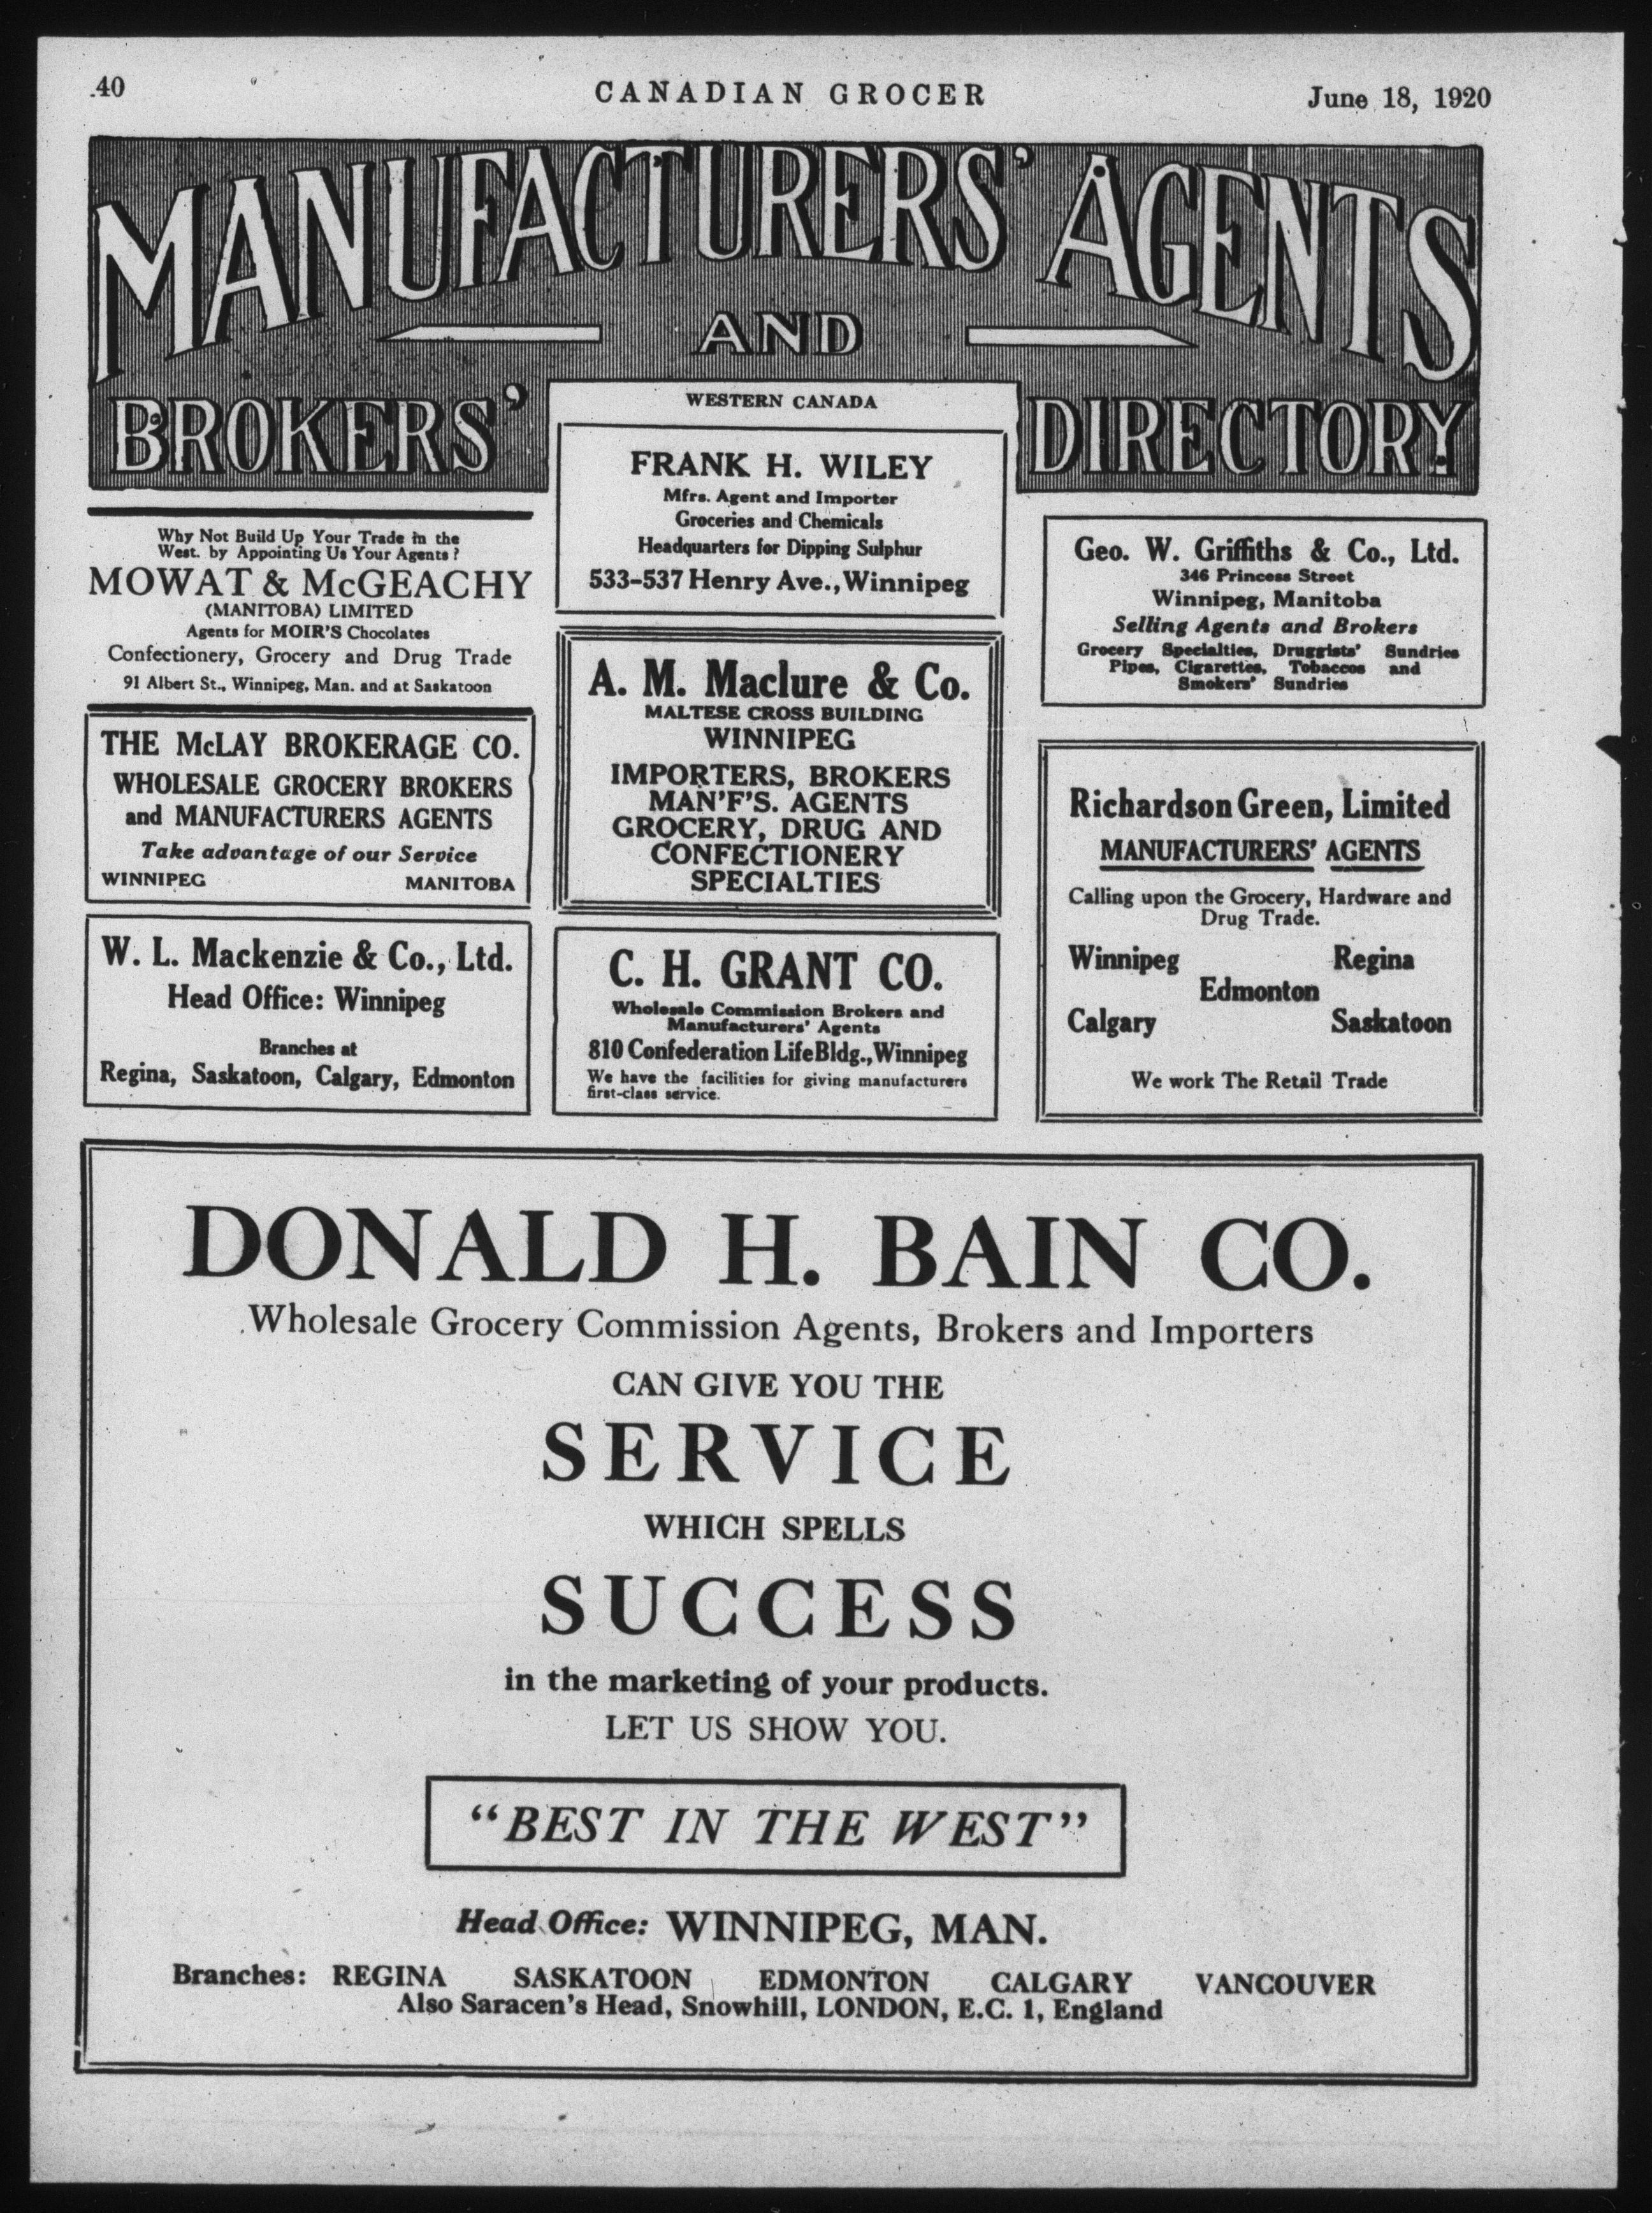 40
CANADIAN GROCER
June 18, 1920
MANUFACTURERS' AGENTS
AND
BROKERS' DIRECTORY
Why Not Build Up Your Trade in the
West. by Appointing Us Your Agents?
MOWAT & McGEACHY
(MANITOBA) LIMITED
Agents for MOIR'S Chocolates
Confectionery, Grocery and Drug Trade
91 Albert St., Winnipeg, Man. and at Saskatoon
THE McLAY BROKERAGE CO.
WHOLESALE GROCERY BROKERS
and MANUFACTURERS AGENTS
Take advantage of our Service
WINNIPEG MANITOBA
W. L. Mackenzie & Co., Ltd.
Head Office: Winnipeg
Branches at
Regina, Saskatoon, Calgary, Edmonton
WESTERN CANADA
FRANK H. WILEY
Mfrs. Agent and Importer
Groceries and Chemicals
Headquarters for Dipping Sulphur
533-537 Henry Ave., Winnipeg
A. M. Maclure & Co.
MALTESE CROSS BUILDING
WINNIPEG
IMPORTERS, BROKERS
MAN'F'S. AGENTS
GROCERY, DRUG AND
CONFECTIONERY
SPECIALTIES
C. H. GRANT CO.
Wholesale Commission Brokers and
Manufacturers' Agents
810 Confederation Life Bldg., Winnipeg
We have the facilities for giving manufacturers
first-class service.
Geo. W. Griffiths & Co., Ltd.
346 Princess Street
Winnipeg, Manitoba
Selling Agents and Brokers
Grocery Specialties, Druggists' Sundries
Pipes, Cigarettes, Tobaccos and
Smokers' Sundries
Richardson Green, Limited
MANUFACTURERS' AGENTS
Calling upon the Grocery, Hardware and
Drug Trade.
Winnipeg Regina
Edmonton
Calgary Saskatoon
We work The Retail Trade
DONALD H. BAIN CO.
Wholesale Grocery Commission Agents, Brokers and Importers
CAN GIVE YOU THE
SERVICE
WHICH SPELLS
SUCCESS
in the marketing of your products.
LET US SHOW YOU.
"BEST IN THE WEST"
Head Office: WINNIPEG, MAN.
Branches: REGINA SASKATOON EDMONTON CALGARY VANCOUVER
Also Saracen's Head, Snowhill, LONDON, E.C. 1, England